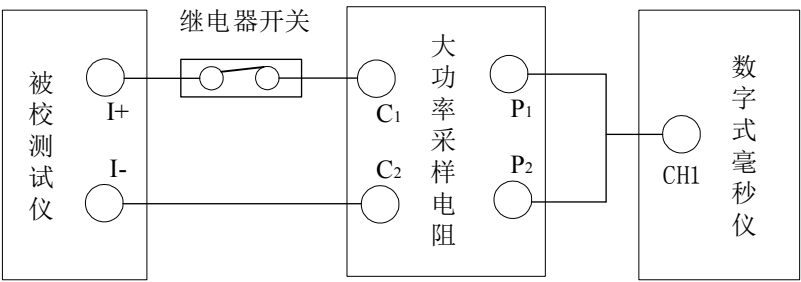 继电器开关
被校测试仪
I+
I-
C1
C2
大功率采样电阻
P1
P2
CH1
数字式毫秒仪